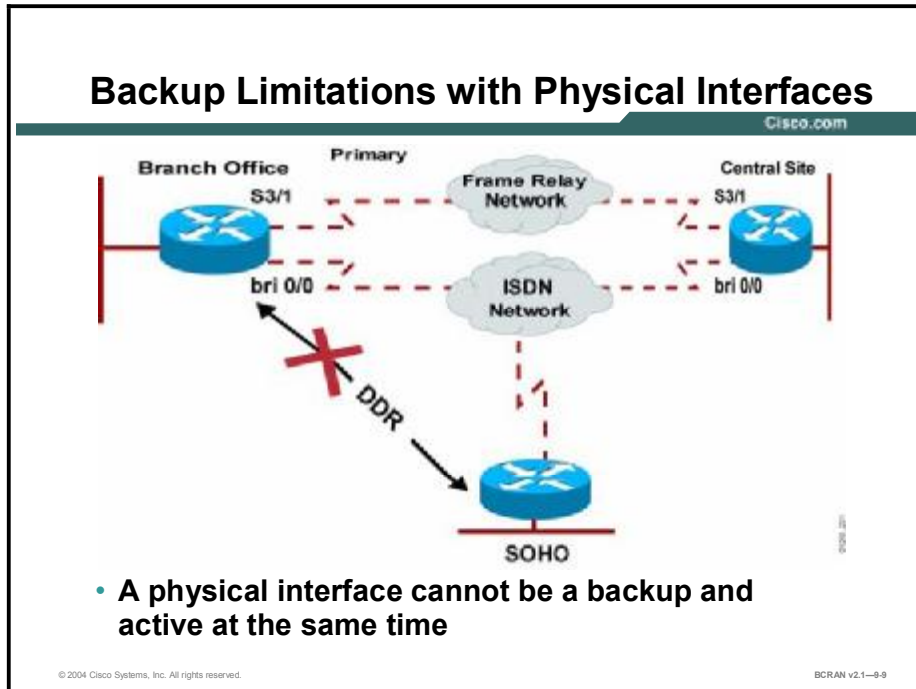 Backup Limitations with Physical Interfaces
Cisco.com
Primary
Branch Office
Central Site
S3/1
Frame Relay
Network
S3/1
bri 0/0
ISDN
Network
bri 0/0
DDR
SOHO
• A physical interface cannot be a backup and
active at the same time
© 2004 Cisco Systems, Inc. All rights reserved.
BCRAN v2.1—9-9